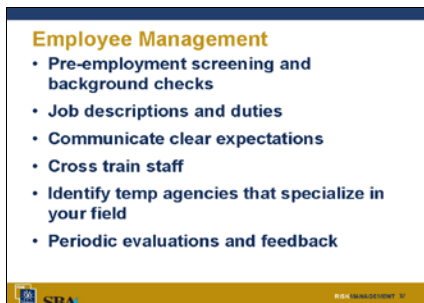 Employee Management
• Pre-employment screening and
background checks
• Job descriptions and duties
• Communicate clear expectations
• Cross train staff
• Identify temp agencies that specialize in
your field
• Periodic evaluations and feedback
SBA
RISK MANAGEMENT